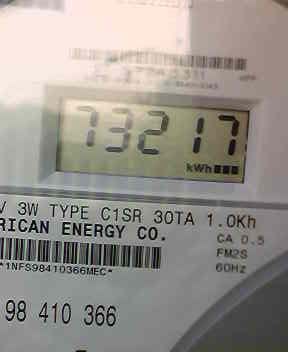 73217
kWh
V 3W TYPE C1SR 30TA 1.0Kh
RICAN ENERGY CO.
CA 0.5
FM2S
60Hz
*1NFS98410366MEC*
98 410 366